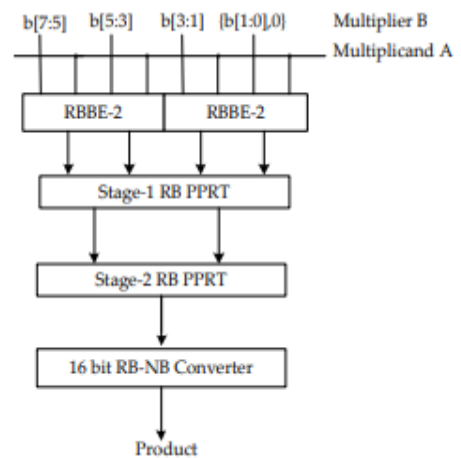 b[7:5] b[5:3] b[3:1] {b[1:0],0} Multiplier B
Multiplicand A
RBBE-2 RBBE-2
Stage-1 RB PPRT
Stage-2 RB PPRT
16 bit RB-NB Converter
Product